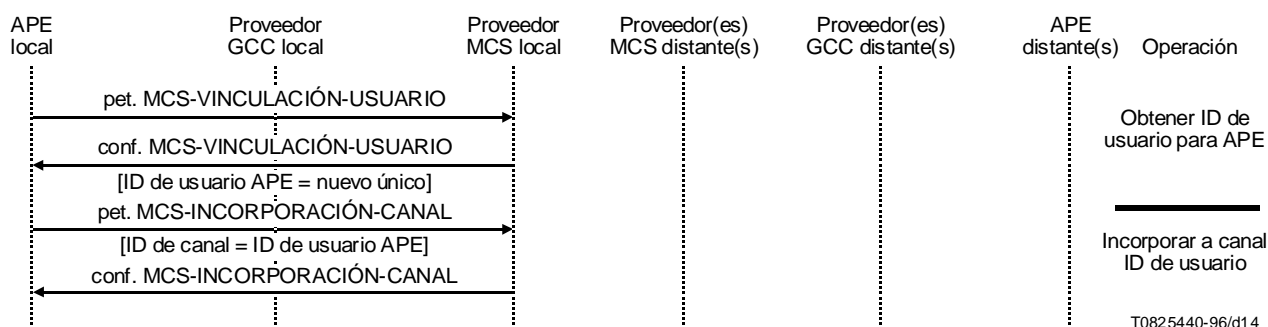 APE local
Proveedor GCC local
Proveedor MCS local
Proveedor(es) MCS distante(s)
Proveedor(es) GCC distante(s)
APE distante(s)
Operación
pet. MCS-VINCULACIÓN-USUARIO
conf. MCS-VINCULACIÓN-USUARIO
[ID de usuario APE = nuevo único]
Obtener ID de
usuario para APE
pet. MCS-INCORPORACIÓN-CANAL
[ID de canal = ID de usuario APE]
conf. MCS-INCORPORACIÓN-CANAL
Incorporar a canal
ID de usuario
T0825440-96/d14